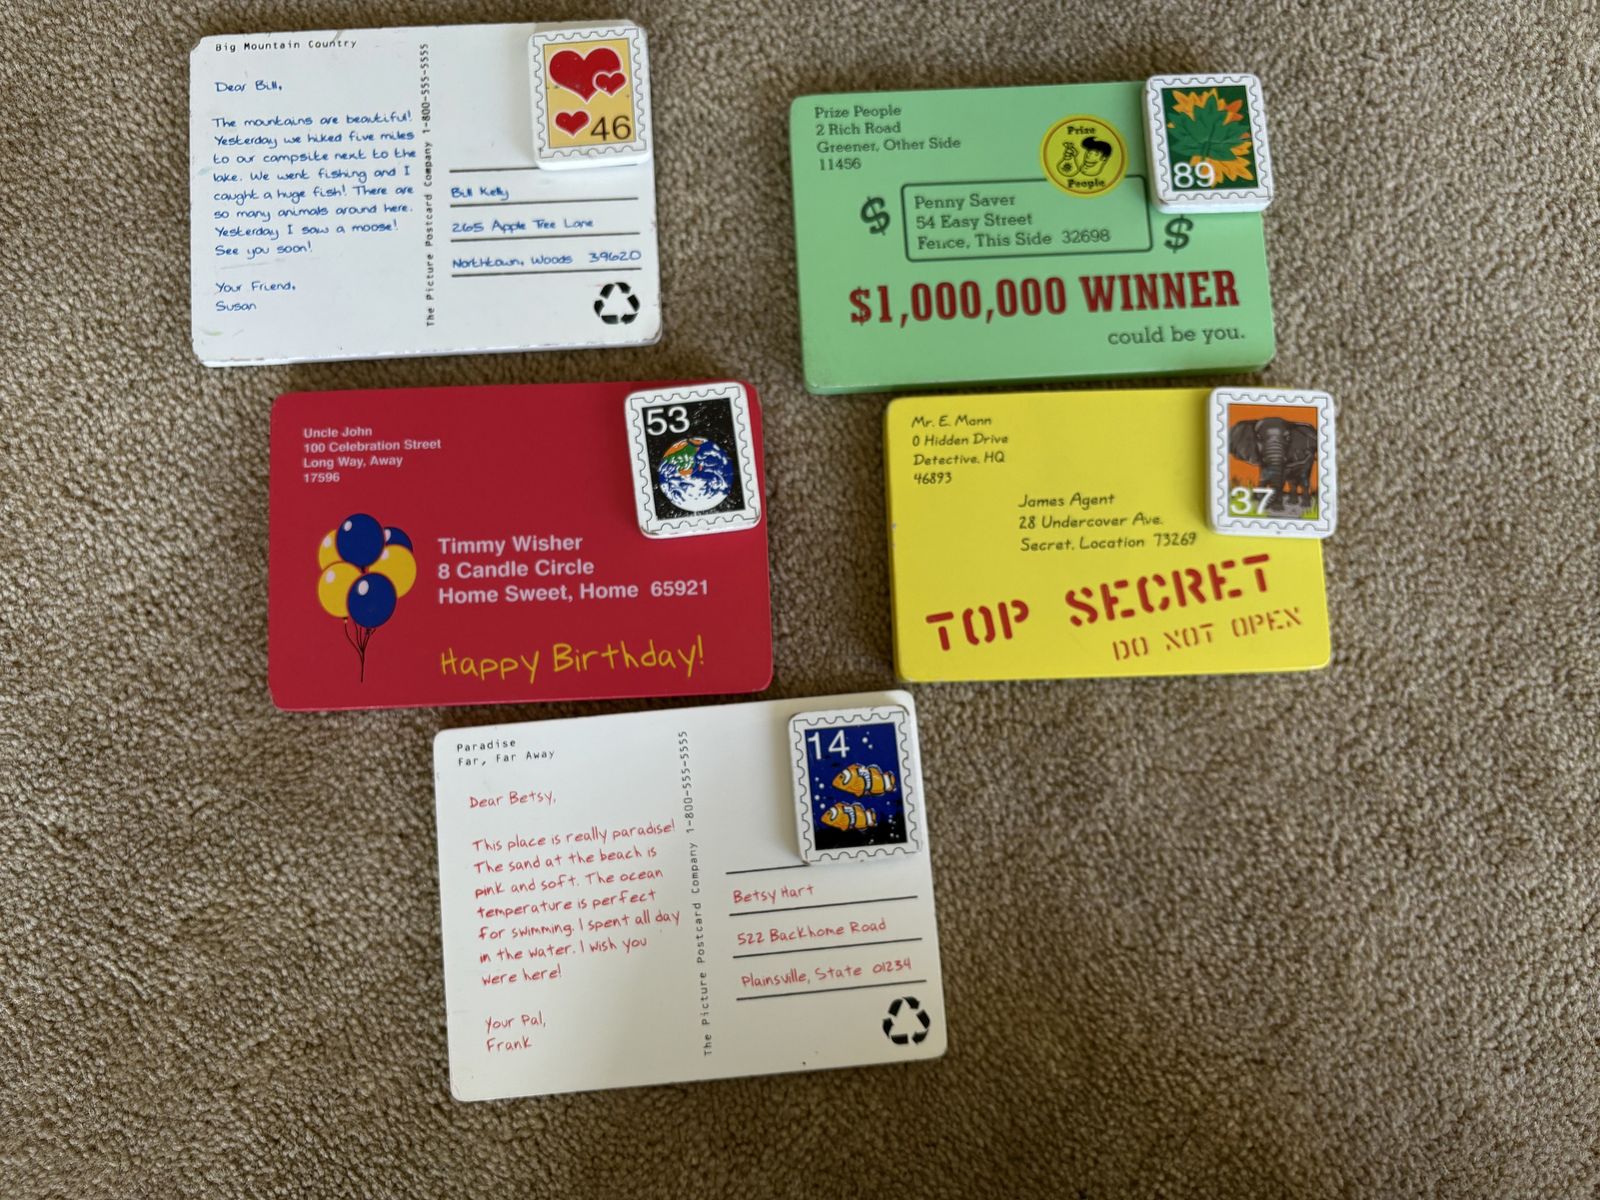 Big Mountain Country
Dear Bill,
The mountains are beautiful!
Yesterday we hiked five miles
to our campsite next to the
lake. We went fishing and I
caught a huge fish! There are
so many animals around here.
Yesterday I saw a moose!
See you soon!
Your Friend,
Susan
The Picture Postcard Company 1-800-555-5555
46
Bill Kelly
265 Apple Tree Lane
Northtown, Woods 39620
Prize People
2 Rich Road
Greener, Other Side
11456
Prize
People
89
$ $
Penny Saver
54 Easy Street
Fence, This Side 32698
$1,000,000 WINNER
could be you.
Uncle John
100 Celebration Street
Long Way, Away
17596
53
Timmy Wisher
8 Candle Circle
Home Sweet, Home 65921
Happy Birthday!
Mr. E. Mann
0 Hidden Drive
Detective, HQ
46893
37
James Agent
28 Undercover Ave.
Secret, Location 73269
TOP SECRET
DO NOT OPEN
Paradise
Far, Far Away
Dear Betsy,
This place is really paradise!
The sand at the beach is
pink and soft. The ocean
temperature is perfect
for swimming. I spent all day
in the water. I wish you
were here!
Your Pal,
Frank
The Picture Postcard Company 1-800-555-5555
14
Betsy Hart
522 Backhome Road
Plainsville, State 01234